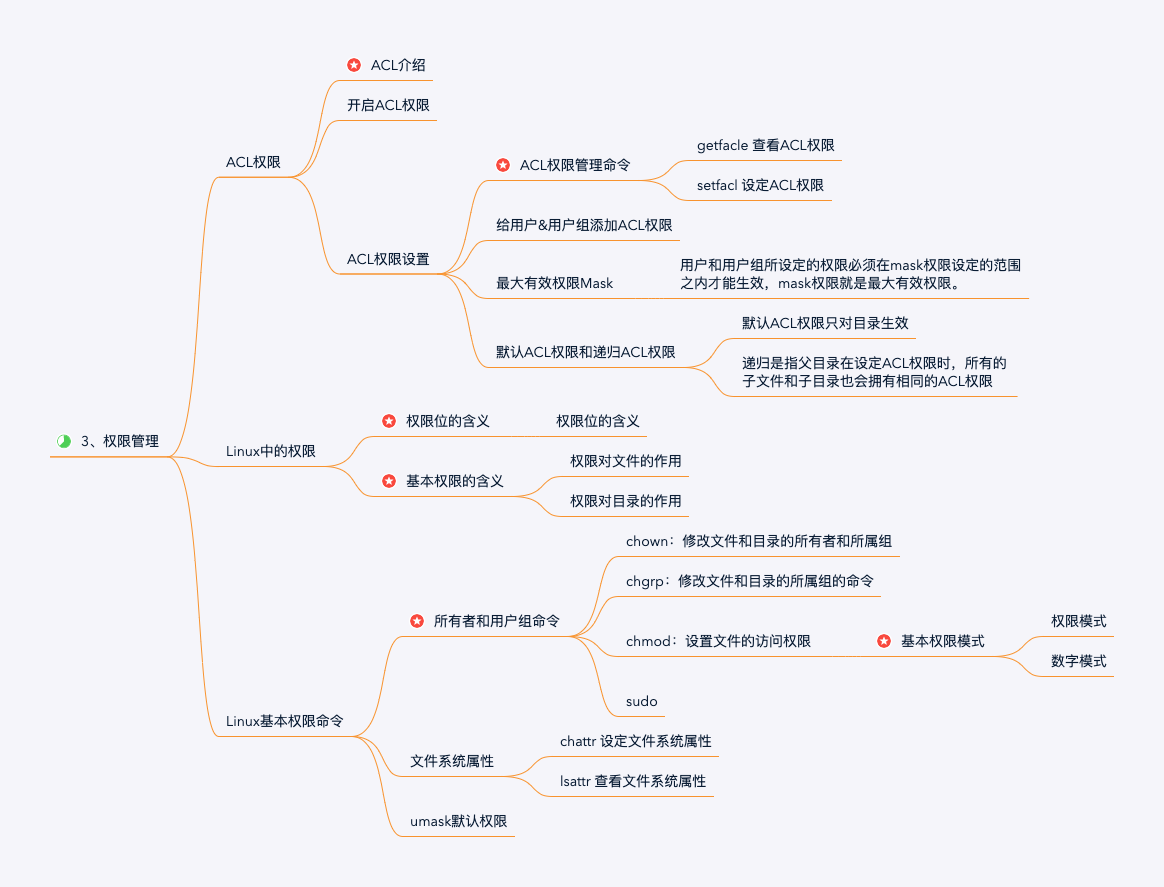 3、权限管理
ACL权限
ACL介绍
开启ACL权限
ACL权限设置
ACL权限管理命令
getfacle 查看ACL权限
setfacl 设定ACL权限
给用户&用户组添加ACL权限
最大有效权限Mask
用户和用户组所设定的权限必须在mask权限设定的范围
之内才能生效，mask权限就是最大有效权限。
默认ACL权限和递归ACL权限
默认ACL权限只对目录生效
递归是指父目录在设定ACL权限时，所有的
子文件和子目录也会拥有相同的ACL权限
Linux中的权限
权限位的含义
权限位的含义
基本权限的含义
权限对文件的作用
权限对目录的作用
Linux基本权限命令
所有者和用户组命令
chown：修改文件和目录的所有者和所属组
chgrp：修改文件和目录的所属组的命令
chmod：设置文件的访问权限
基本权限模式
权限模式
数字模式
sudo
文件系统属性
chattr 设定文件系统属性
lsattr 查看文件系统属性
umask默认权限